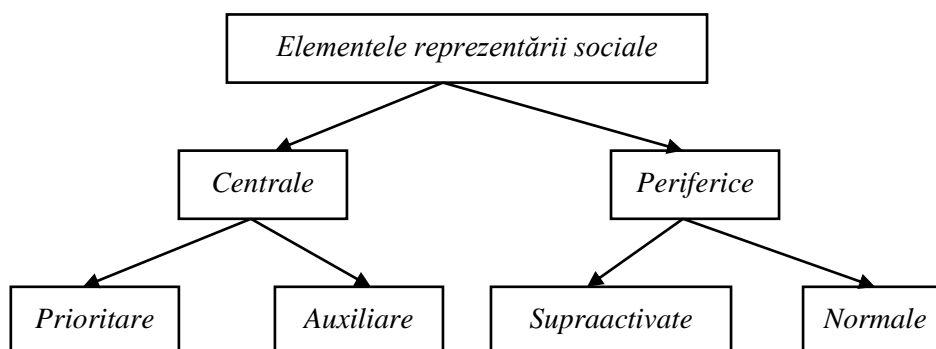 Elementele reprezentării sociale
Centrale
Periferice
Prioritare
Auxiliare
Supraactivate
Normale